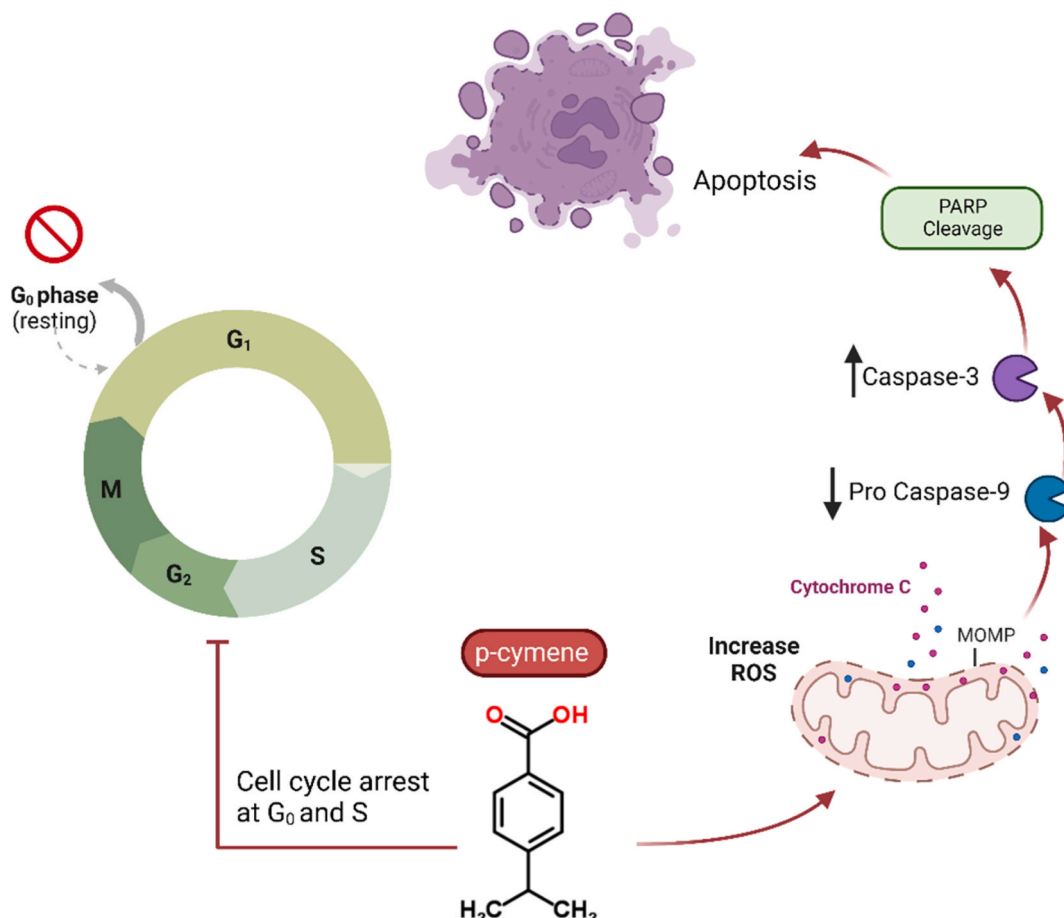 Apoptosis
PARP
Cleavage
G₀ phase
(resting)
G₁
M
G₂
S
↑Caspase-3
↓ Pro Caspase-9
Cytochrome C
MOMP
Increase
ROS
p-cymene
O
OH
Cell cycle arrest
at G₀ and S
H₃C
CH₃